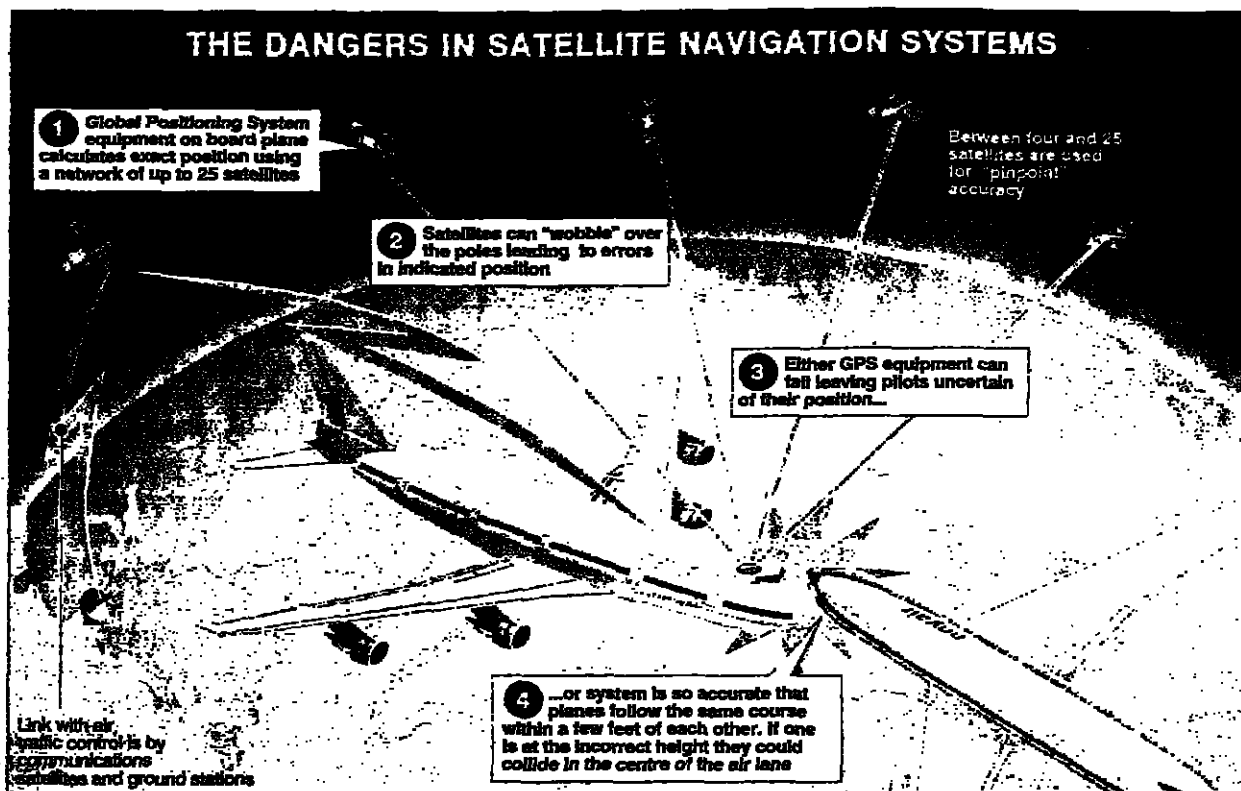 THE DANGERS IN SATELLITE NAVIGATION SYSTEMS
1 Global Positioning System
equipment on board plane
calculates exact position using
a network of up to 25 satellites
Between four and 25
satellites are used
for "pinpoint"
accuracy
2 Satellites can "wobble" over
the poles leading to errors
in indicated position
3 Either GPS equipment can
fail leaving pilots uncertain
of their position...
4 ...or system is so accurate that
planes follow the same course
within a few feet of each other. If one
is at the incorrect height they could
collide in the centre of the air lane
Link with air
traffic control is by
communications
satellites and ground stations